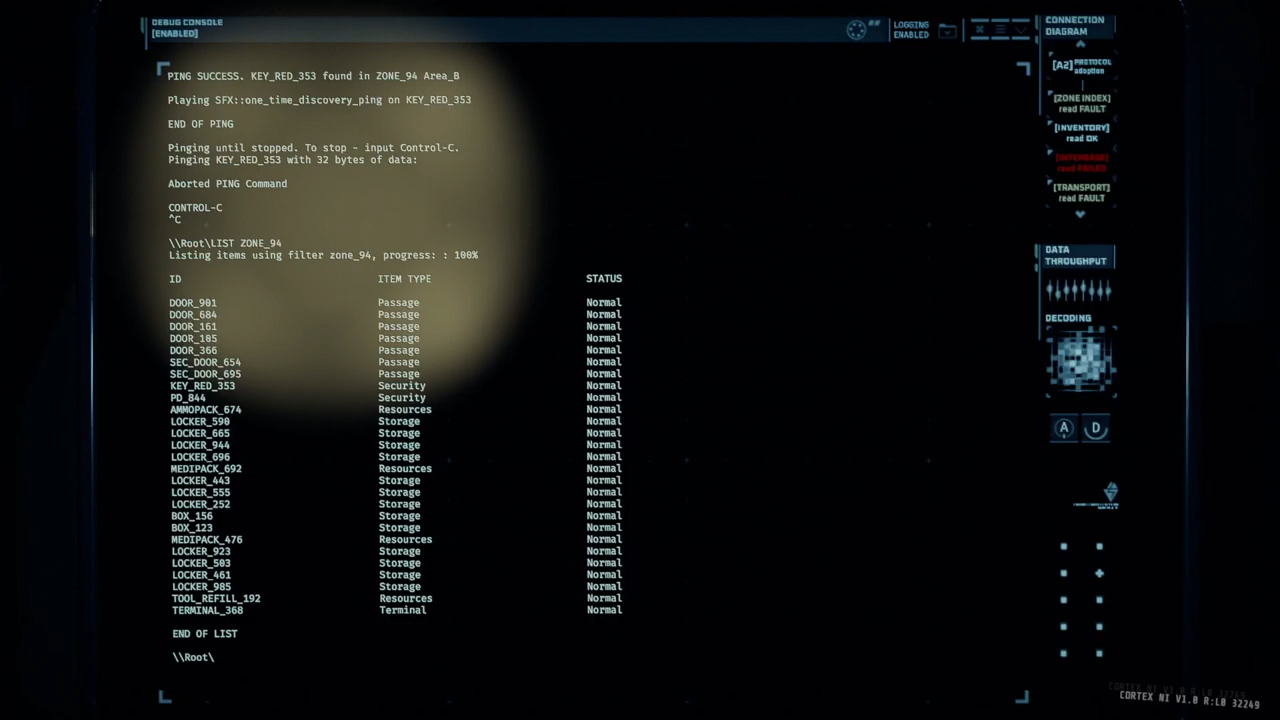 DEBUG CONSOLE
[ENABLED]
LOGGING
ENABLED
CONNECTION
DIAGRAM
PING SUCCESS. KEY_RED_353 found in ZONE_94 Area_B
Playing SFX::one_time_discovery_ping on KEY_RED_353
END OF PING
Pinging until stopped. To stop - input Control-C.
Pinging KEY_RED_353 with 32 bytes of data:
Aborted PING Command
CONTROL-C
^C
\\Root\LIST ZONE_94
Listing items using filter zone_94, progress: : 100%
ID ITEM TYPE STATUS
DOOR_901 Passage Normal
DOOR_684 Passage Normal
DOOR_161 Passage Normal
DOOR_105 Passage Normal
DOOR_366 Passage Normal
SEC_DOOR_654 Passage Normal
SEC_DOOR_695 Passage Normal
KEY_RED_353 Security Normal
PD_844 Security Normal
AMMOPACK_674 Resources Normal
LOCKER_590 Storage Normal
LOCKER_665 Storage Normal
LOCKER_944 Storage Normal
LOCKER_696 Storage Normal
MEDIPACK_692 Resources Normal
LOCKER_443 Storage Normal
LOCKER_555 Storage Normal
LOCKER_252 Storage Normal
BOX_156 Storage Normal
BOX_123 Storage Normal
MEDIPACK_476 Resources Normal
LOCKER_923 Storage Normal
LOCKER_503 Storage Normal
LOCKER_461 Storage Normal
LOCKER_985 Storage Normal
TOOL_REFILL_192 Resources Normal
TERMINAL_368 Terminal Normal
END OF LIST
\\Root\
[A2] PROTOCOL
adoption
[ZONE INDEX]
read FAULT
[INVENTORY]
read OK
read FAILED
[TRANSPORT]
read FAULT
DATA
THROUGHPUT
DECODING
A D
CORTEX NI V1.0 R:L0 32249